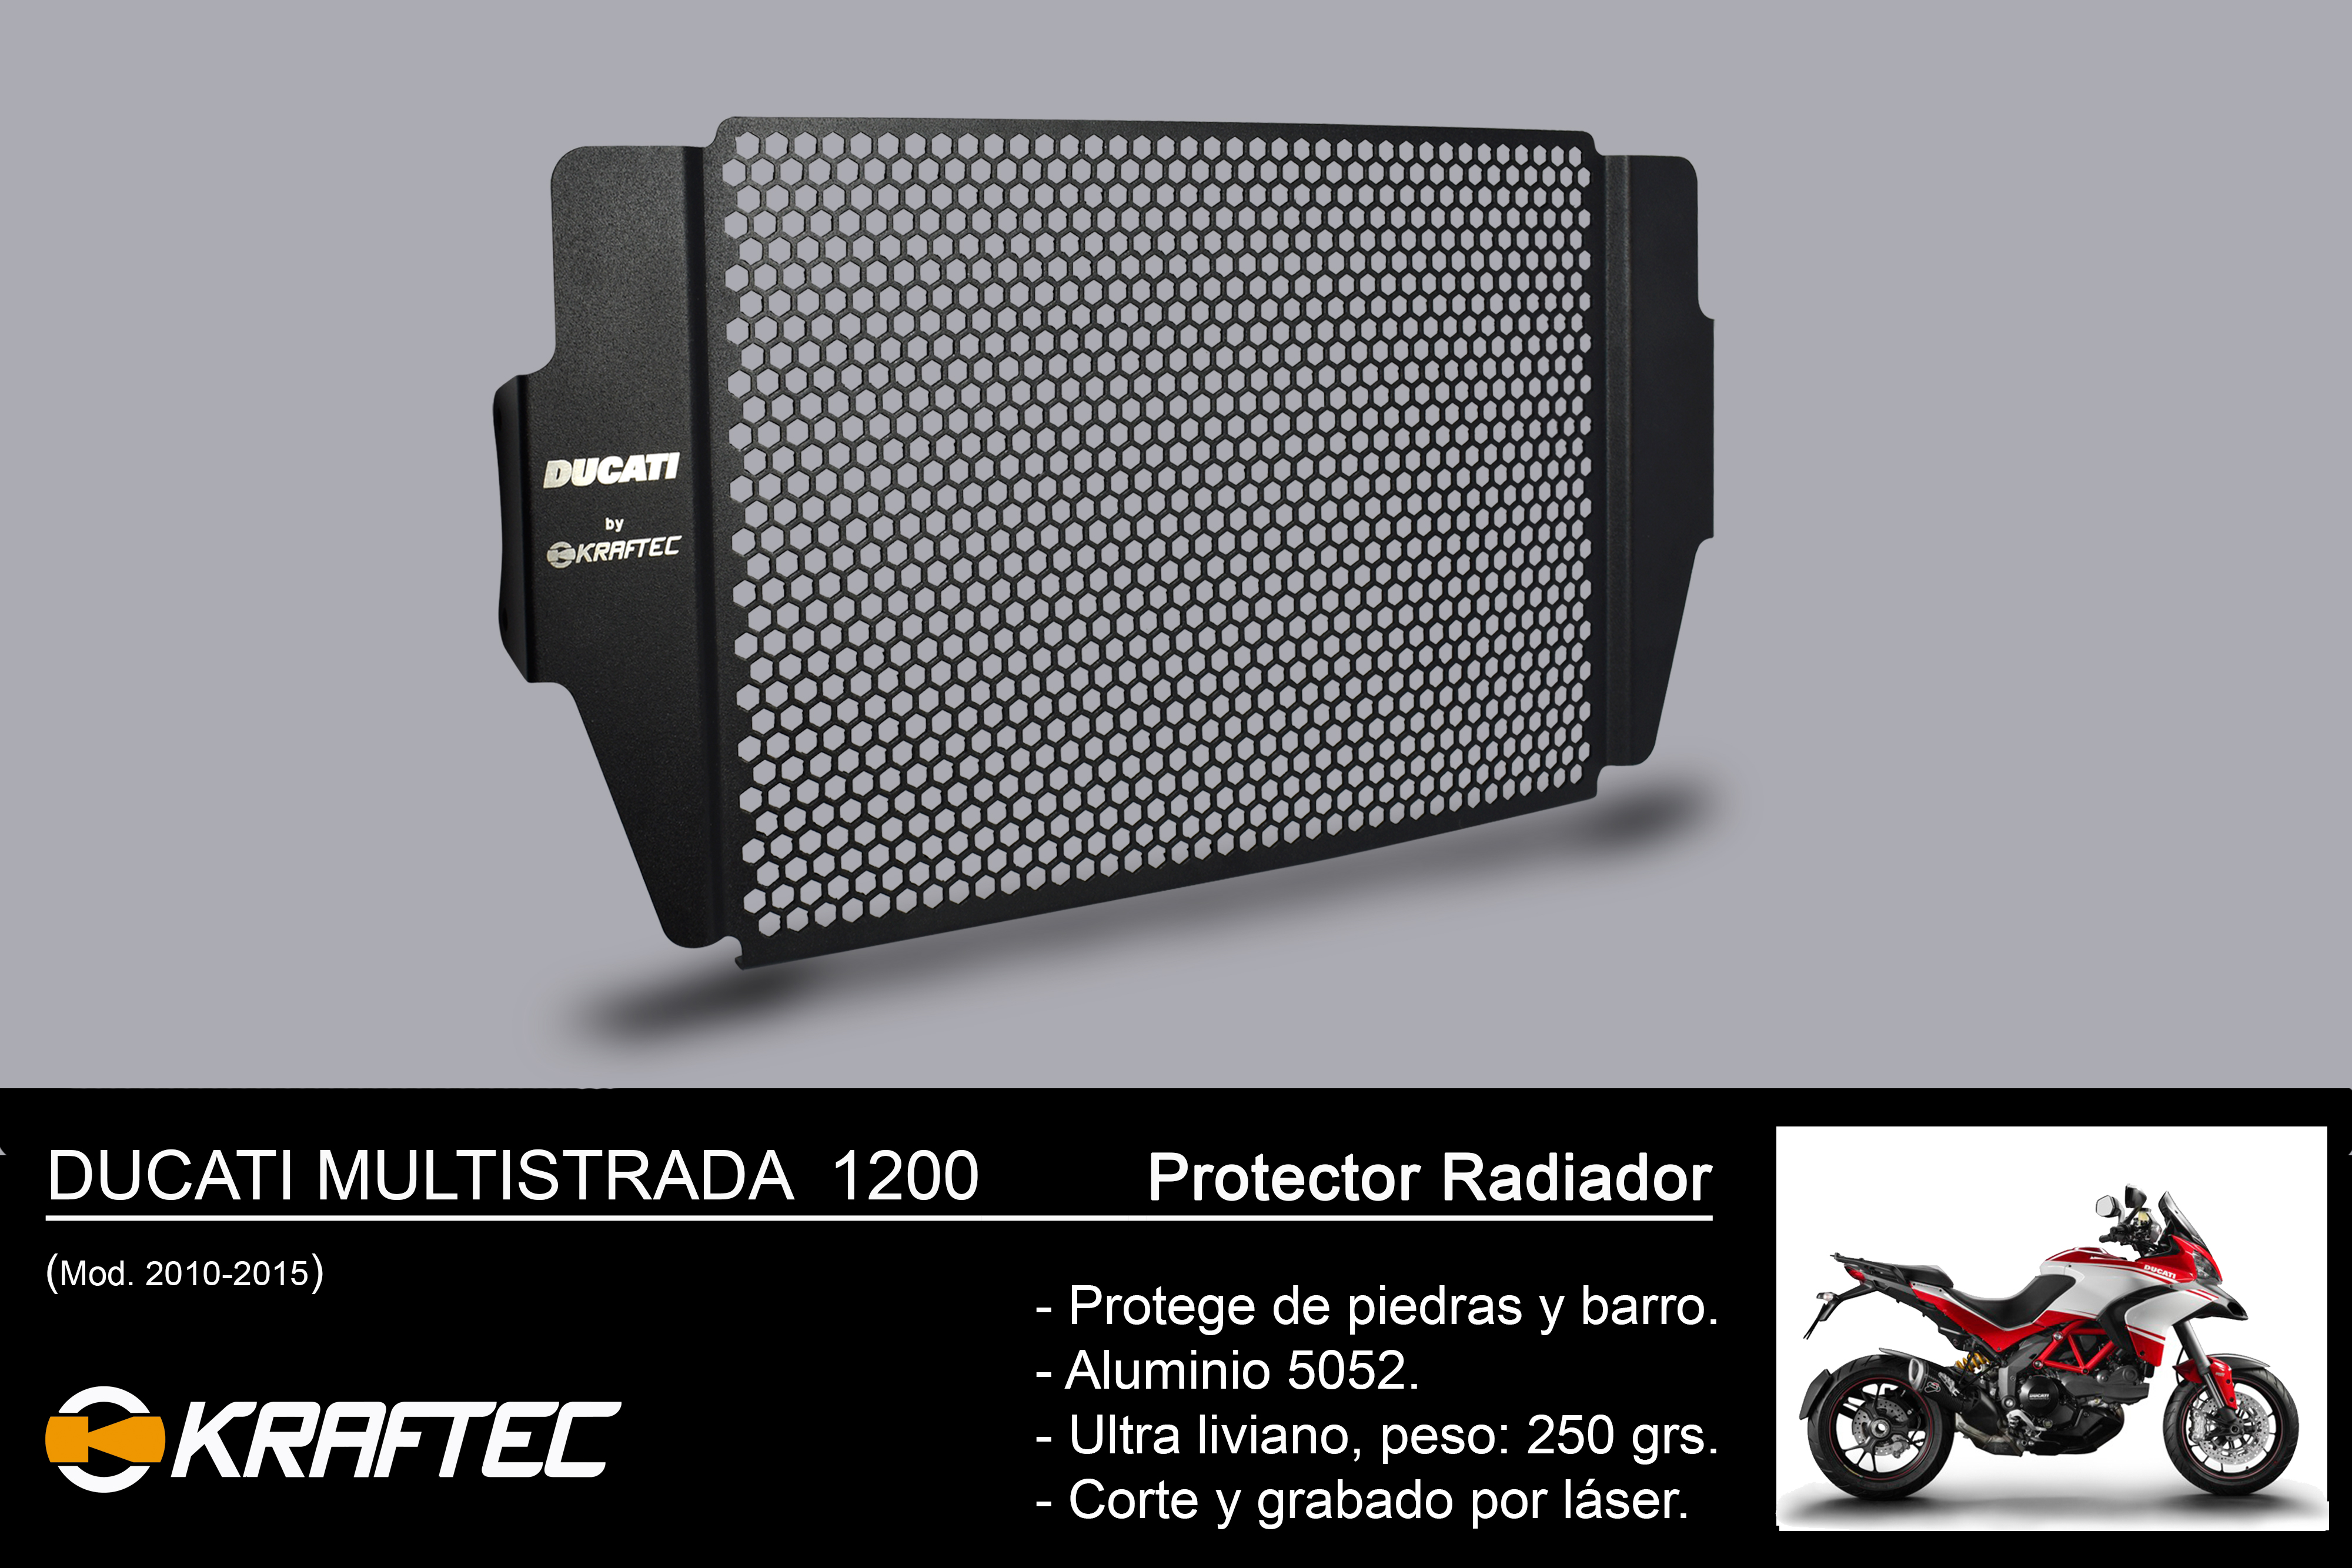 DUCATI
by
KRAFTEC
DUCATI MULTISTRADA 1200
Protector Radiador
(Mod. 2010-2015)
- Protege de piedras y barro.
- Aluminio 5052.
- Ultra liviano, peso: 250 grs.
- Corte y grabado por láser.
KRAFTEC
DUCATI